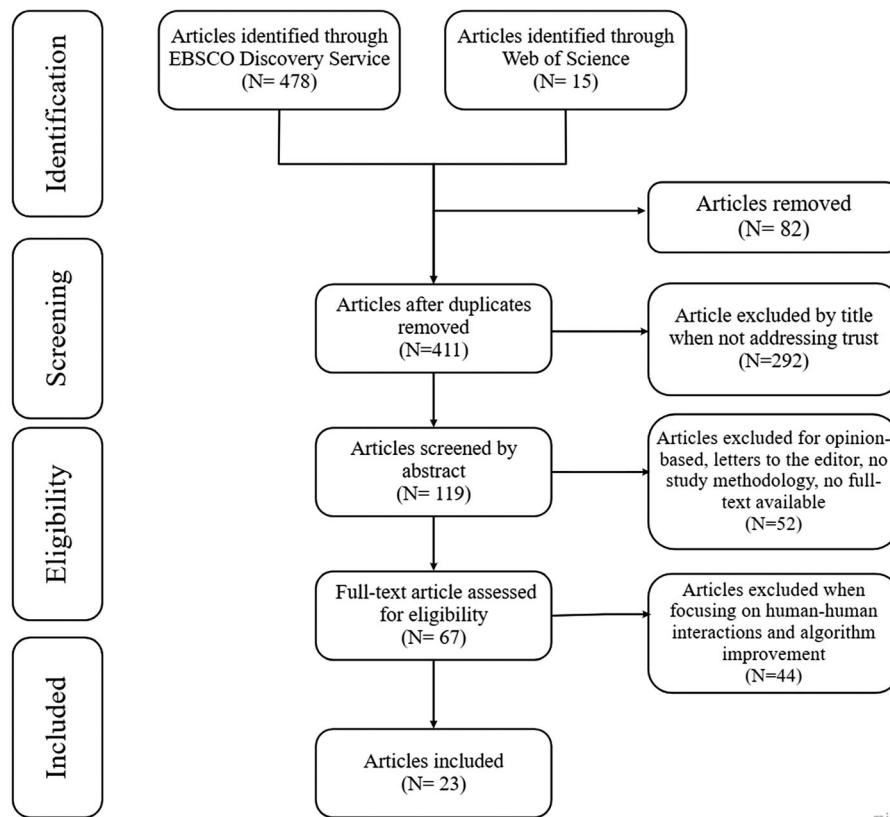 Identification
Articles identified through
EBSCO Discovery Service
(N= 478)
Articles identified through
Web of Science
(N= 15)
Articles removed
(N= 82)
Screening
Articles after duplicates
removed
(N=411)
Article excluded by title
when not addressing trust
(N=292)
Eligibility
Articles screened by
abstract
(N= 119)
Articles excluded for opinion-
based, letters to the editor, no
study methodology, no full-
text available
(N=52)
Full-text article assessed
for eligibility
(N= 67)
Articles excluded when
focusing on human-human
interactions and algorithm
improvement
(N=44)
Included
Articles included
(N= 23)